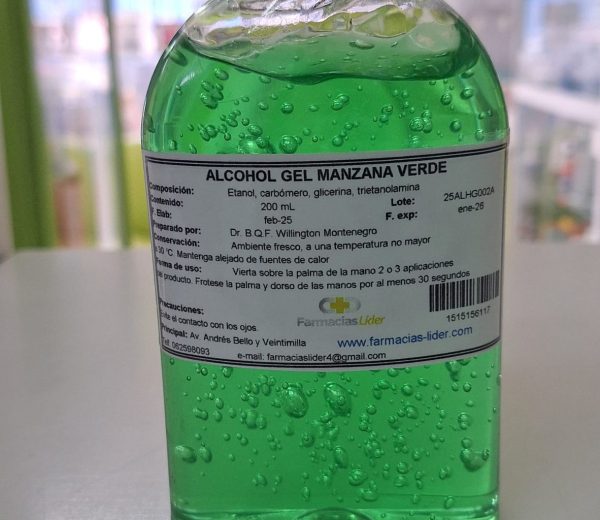 ALCOHOL GEL MANZANA VERDE
Composición: Etanol, carbómero, glicerina, trietanolamina
Contenido: 200 mL Lote: 25ALHG002A
F. Elab: feb-25 F. exp: ene-26
Preparado por: Dr. B.Q.F. Willington Montenegro
Conservación: Ambiente fresco, a una temperatura no mayor
a 30 °C. Mantenga alejado de fuentes de calor
Forma de uso: Vierta sobre la palma de la mano 2 o 3 aplicaciones
de producto. Frotese la palma y dorso de las manos por al menos 30 segundos
Precauciones:
Evite el contacto con los ojos.
Farmacias Líder
1515156117
Principal: Av. Andrés Bello y Veintimilla
www.farmacias-lider.com
Telf. 062598093
e-mail: farmaciaslider4@gmail.com